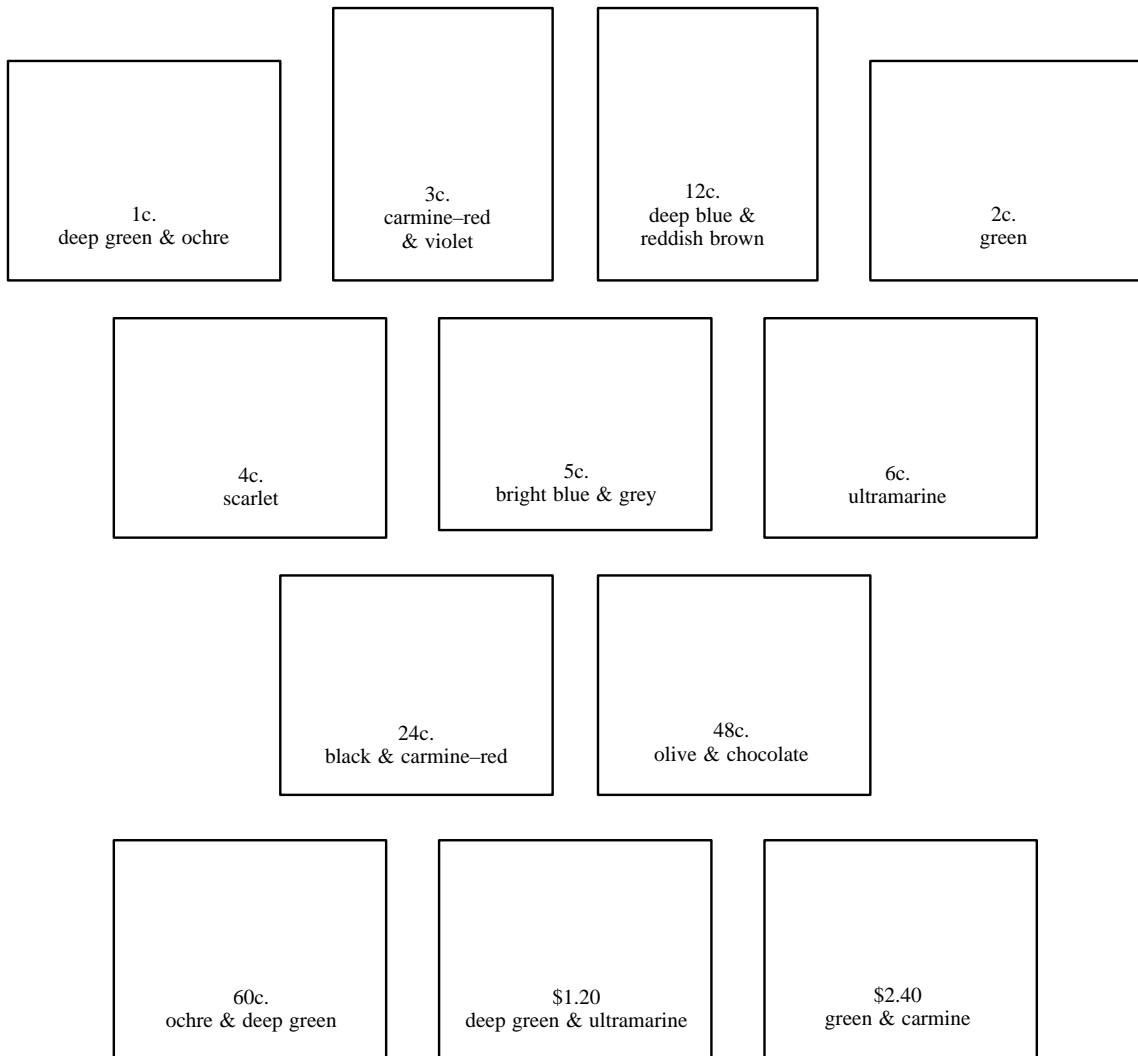 1c.
deep green & ochre
3c.
carmine–red
& violet
12c.
deep blue &
reddish brown
2c.
green
4c.
scarlet
5c.
bright blue & grey
6c.
ultramarine
24c.
black & carmine–red
48c.
olive & chocolate
60c.
ochre & deep green
$1.20
deep green & ultramarine
$2.40
green & carmine